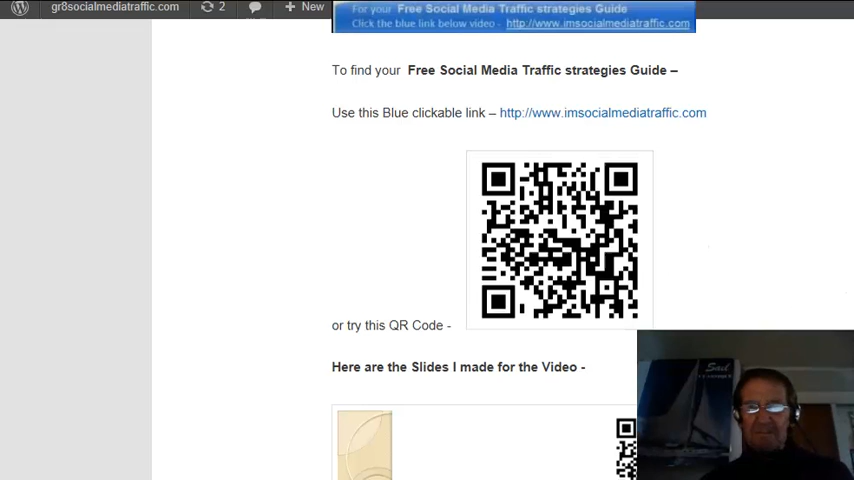 gr8socialmediatraffic.com 2 New
For your Free Social Media Traffic strategies Guide
Click the blue link below video - http://www.imsocialmediatraffic.com
To find your Free Social Media Traffic strategies Guide –
Use this Blue clickable link – http://www.imsocialmediatraffic.com
or try this QR Code -
Here are the Slides I made for the Video -
Sail